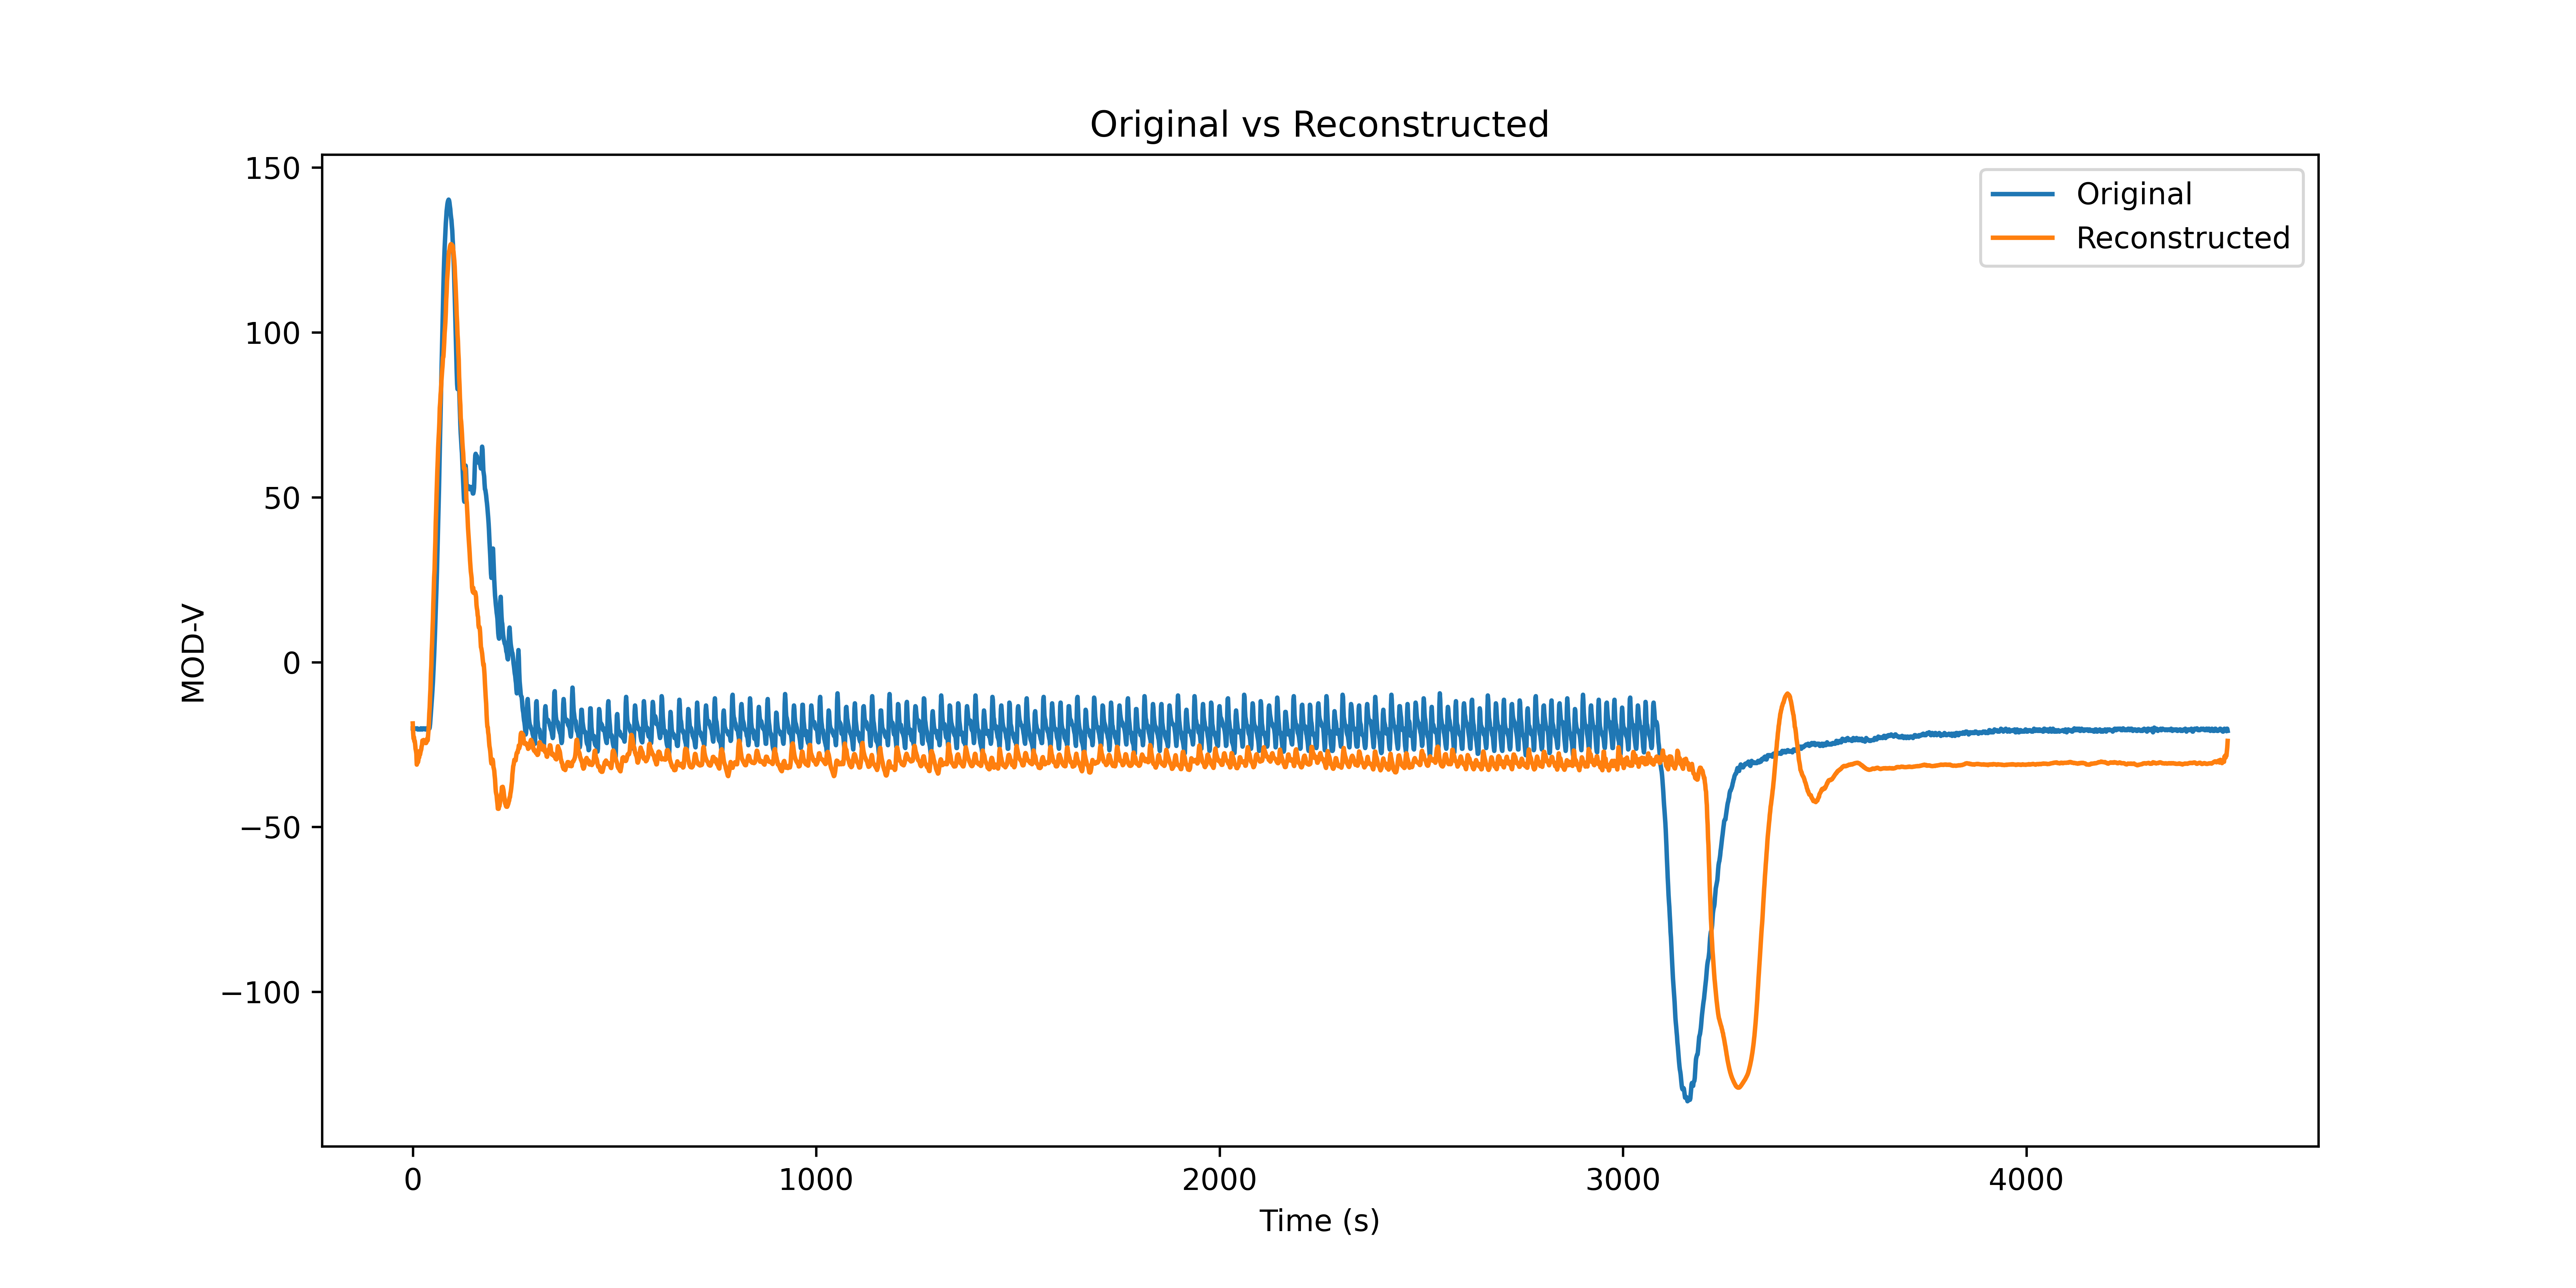 Original vs Reconstructed
Original
Reconstructed
150
100
50
0
−50
−100
MOD-V
0
1000
2000
3000
4000
Time (s)